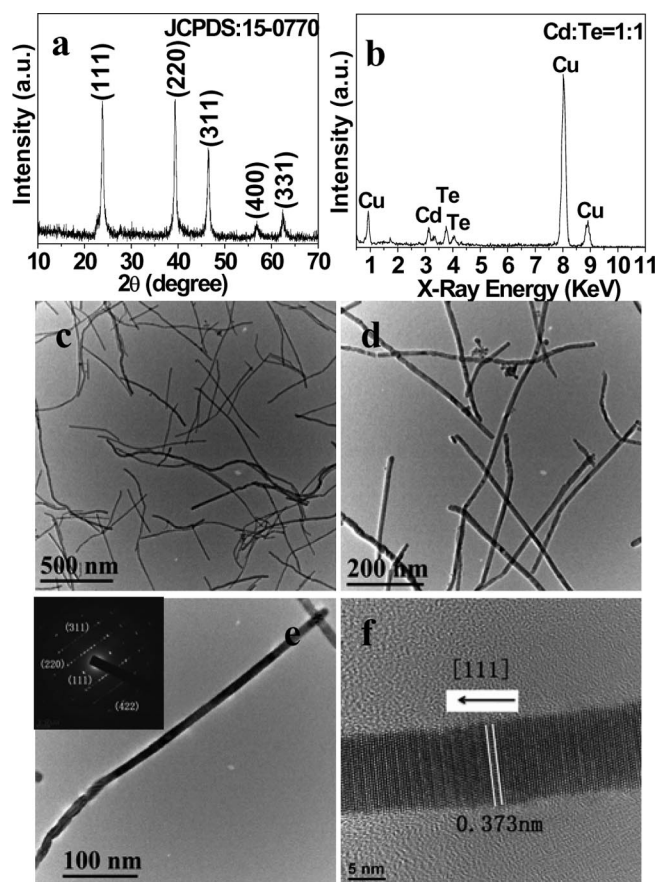 JCPDS:15-0770
a
(111)
(220)
(311)
(400)
(331)
Intensity (a.u.)
10 20 30 40 50 60 70
2θ (degree)
Cd:Te=1:1
b
Cu
Cd
Te
Te
Cu
Cu
Intensity (a.u.)
1 2 3 4 5 6 7 8 9 10 11
X-Ray Energy (KeV)
c
500 nm
d
200 nm
e
(311)
(220)
(111)
(422)
100 nm
f
[111]
0.373nm
5 nm